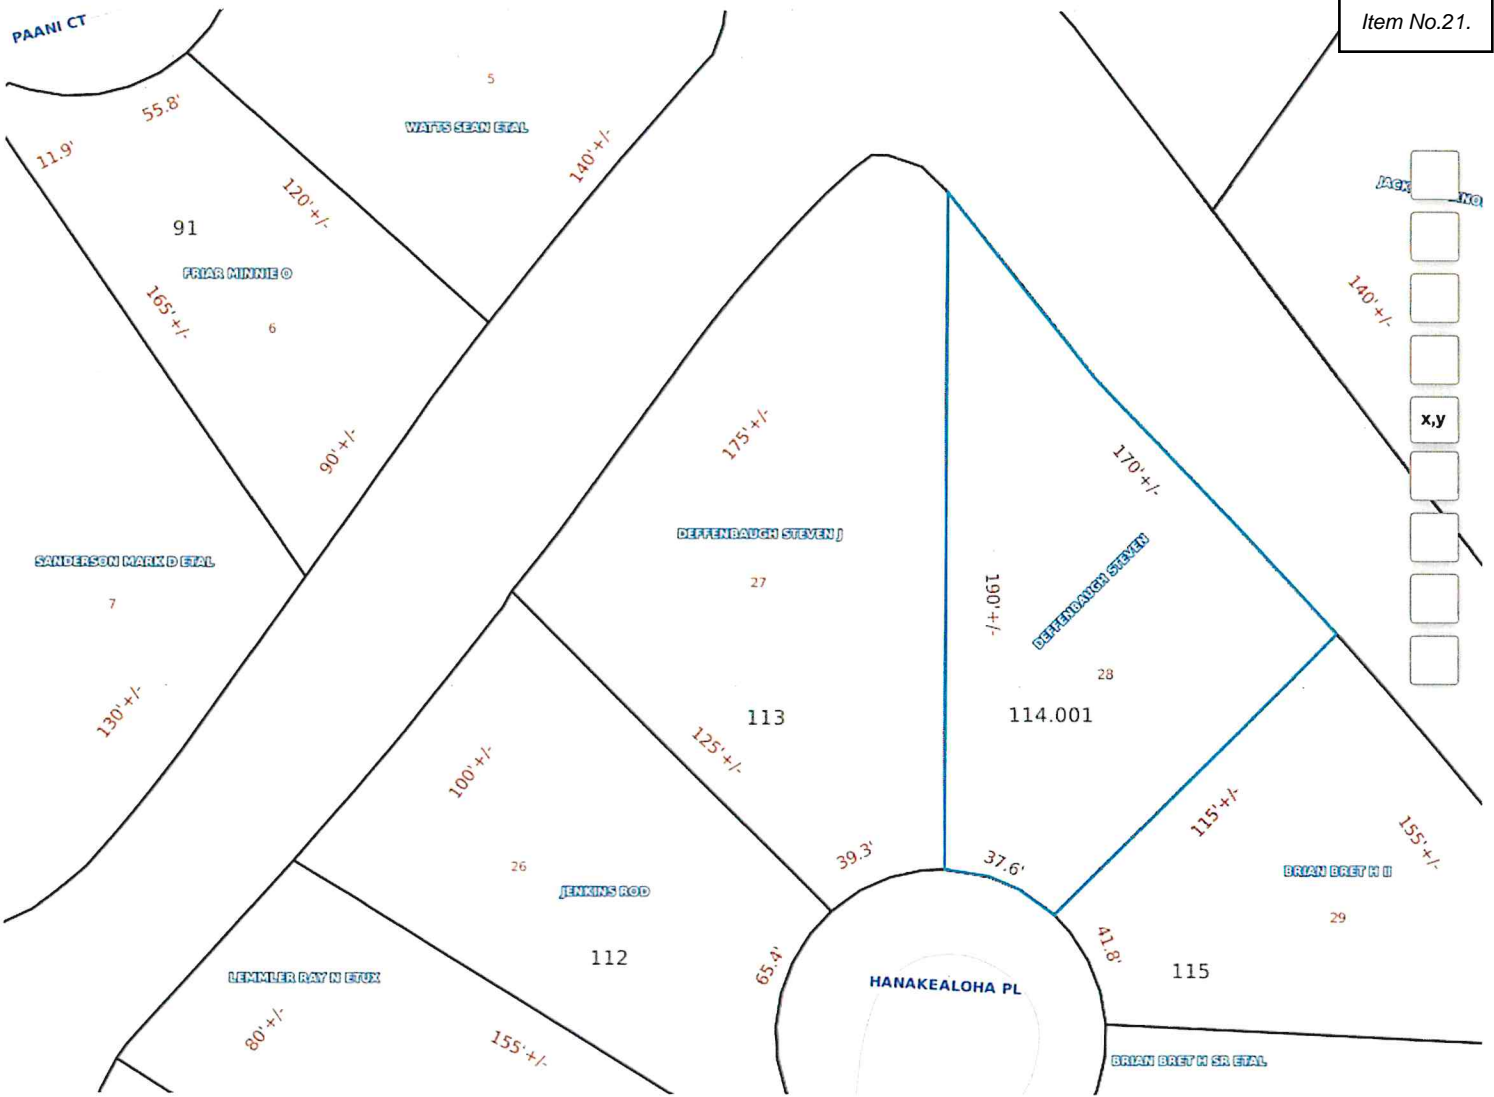 Item No.21.
PAANI CT
5
WATTS SEAN ETAL
55.8'
11.9'
140'+/-
120'+/-
91
FRIAR MINNIE O
165'+/-
6
JACK
NO
140'+/-
x,y
90'+/-
175'+/-
170'+/-
DEFFENBAUGH STEVEN J
27
SANDERSON MARK D ETAL
7
190'+/-
DEFFENBAUGH STEVEN
28
114.001
113
130'+/-
125'+/-
100'+/-
115'+/-
155'+/-
39.3'
37.6'
26
JENKINS ROD
BRIAN BRET H II
29
41.8'
65.4'
112
115
LEMMLER RAY N ETUX
HANAKEALOHA PL
80'+/-
155'+/-
BRIAN BRET H SR ETAL